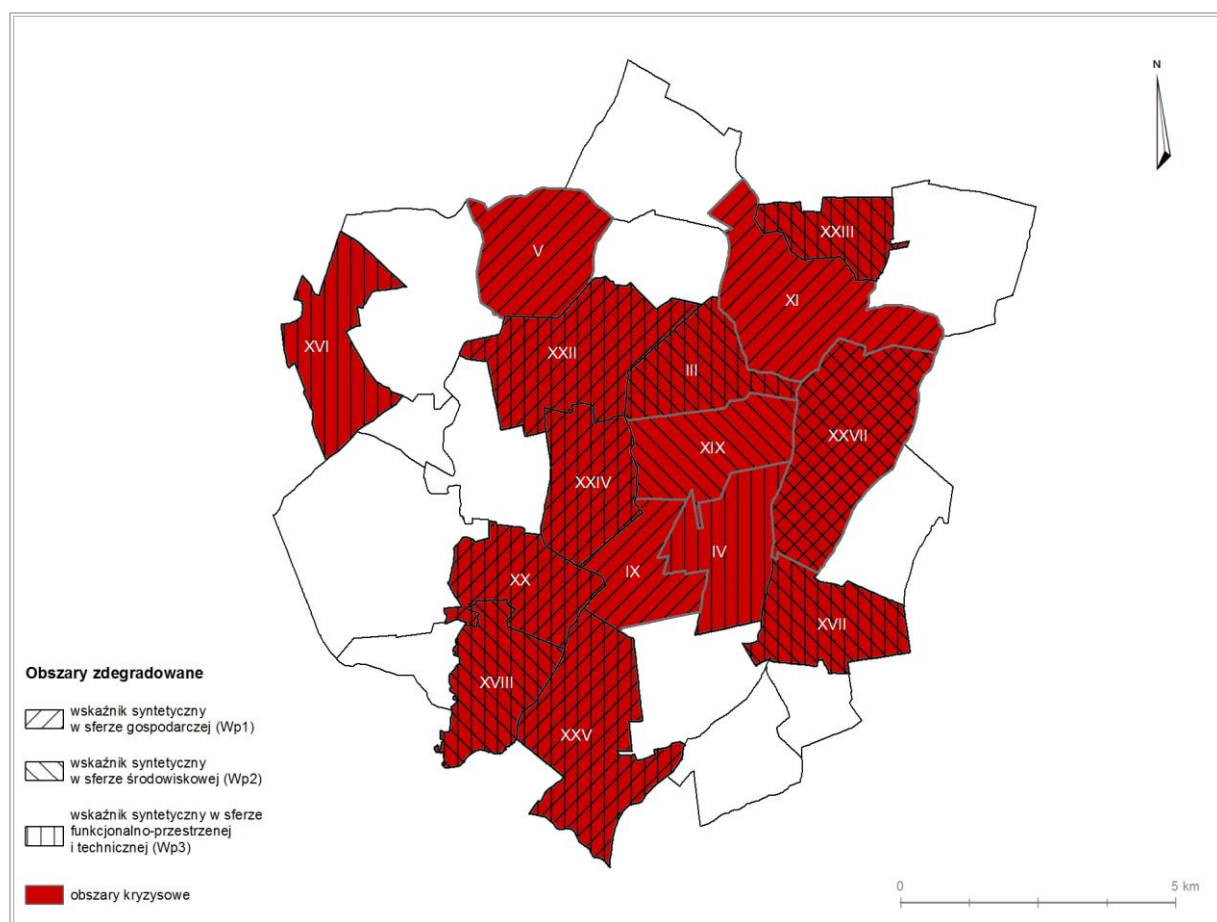 N
V
XXIII
XI
XVI
XXII
III
XIX
XXVII
XXIV
IV
IX
XX
XVII
XVIII
XXV
Obszary zdegradowane
wskaźnik syntetyczny
w sferze gospodarczej (Wp1)
wskaźnik syntetyczny
w sferze środowiskowej (Wp2)
wskaźnik syntetyczny w sferze
funkcjonalno-przestrzenej
i technicznej (Wp3)
obszary kryzysowe
0 5 km